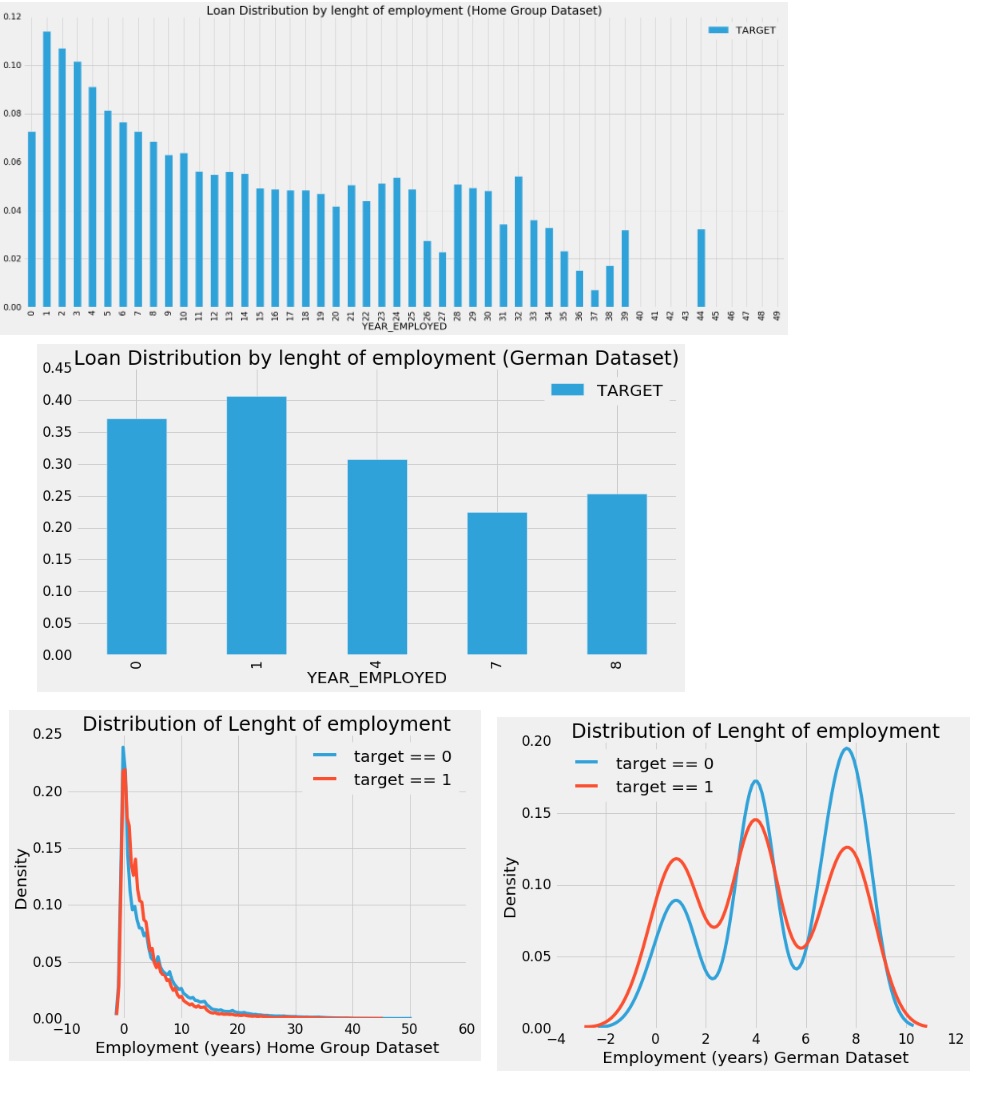 Loan Distribution by lenght of employment (Home Group Dataset)
TARGET
0.12
0.10
0.08
0.06
0.04
0.02
0.00
0 1 2 3 4 5 6 7 8 9 10 11 12 13 14 15 16 17 18 19 20 21 22 23 24 25 26 27 28 29 30 31 32 33 34 35 36 37 38 39 40 41 42 43 44 45 46 47 48 49
YEAR_EMPLOYED
Loan Distribution by lenght of employment (German Dataset)
TARGET
0.45
0.40
0.35
0.30
0.25
0.20
0.15
0.10
0.05
0.00
0 1 4 7 8
YEAR_EMPLOYED
Distribution of Lenght of employment
target == 0
target == 1
0.25
0.20
0.15
0.10
0.05
0.00
Density
−10 0 10 20 30 40 50 60
Employment (years) Home Group Dataset
Distribution of Lenght of employment
target == 0
target == 1
0.20
0.15
0.10
0.05
0.00
Density
−4 −2 0 2 4 6 8 10 12
Employment (years) German Dataset